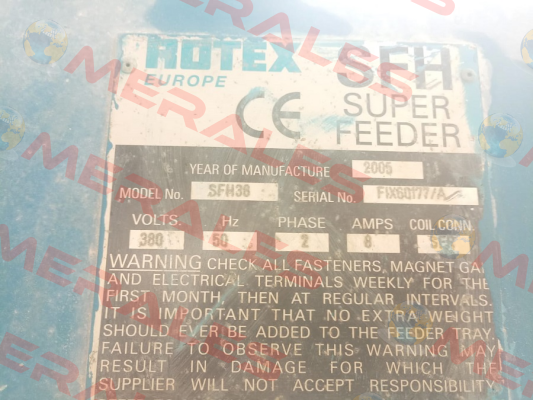 ROTEX
EUROPE
SFH
CE
SUPER
FEEDER
YEAR OF MANUFACTURE 2005
MODEL No. SFH36 SERIAL No. FIX60177/A
VOLTS. Hz PHASE AMPS COIL CONN.
380 50 2 8
WARNING CHECK ALL FASTENERS, MAGNET GAP
AND ELECTRICAL TERMINALS WEEKLY FOR THE
FIRST MONTH, THEN AT REGULAR INTERVALS.
IT IS IMPORTANT THAT NO EXTRA WEIGHT
SHOULD EVER BE ADDED TO THE FEEDER TRAY.
FAILURE TO OBSERVE THIS WARNING MAY
RESULT IN DAMAGE FOR WHICH THE
SUPPLIER WILL NOT ACCEPT RESPONSIBILITY
MERALES